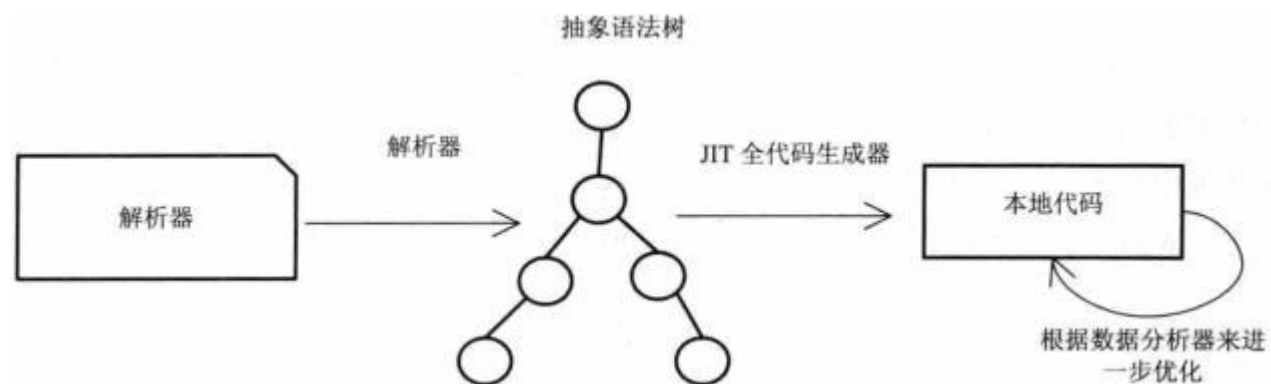 抽象语法树
解析器
JIT 全代码生成器
解析器
本地代码
根据数据分析器来进
一步优化